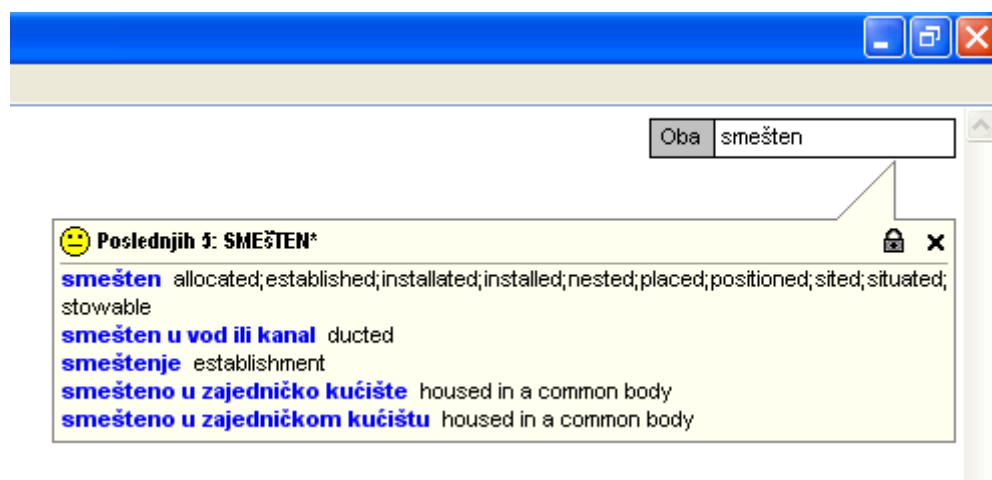 Oba smešten
Poslednjih 5: SMEšTEN*
smešten allocated;established;installated;installed;nested;placed;positioned;sited;situated;
stowable
smešten u vod ili kanal ducted
smeštenje establishment
smešteno u zajedničko kućište housed in a common body
smešteno u zajedničkom kućištu housed in a common body